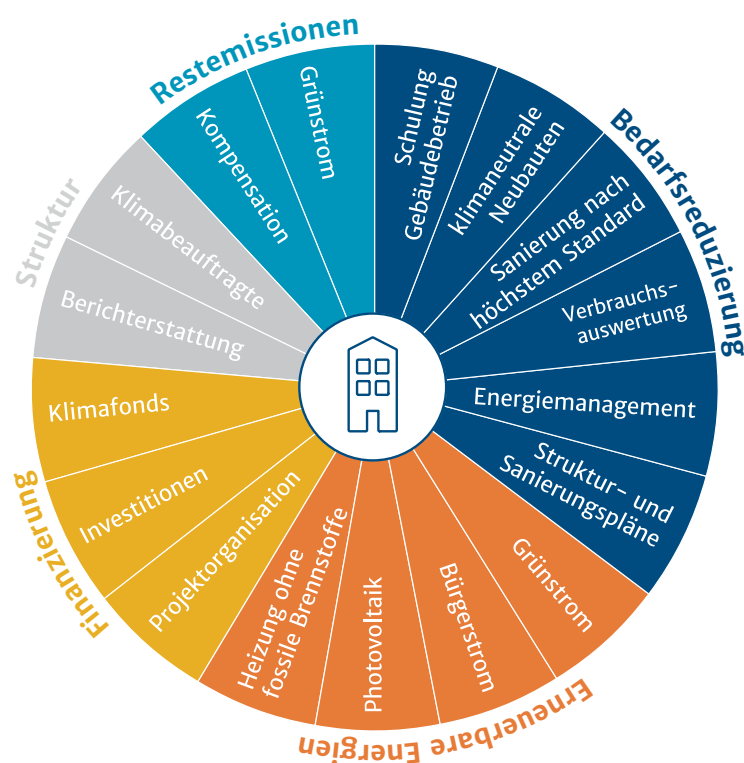 Restemissionen
Grünstrom
Kompensation
Bedarfsreduzierung
Schulung
Gebäudebetrieb
klimaneutrale
Neubauten
Sanierung nach
höchstem Standard
Verbrauchs-
auswertung
Energiemanagement
Struktur- und
Sanierungspläne
Erneuerbare Energien
Grünstrom
Bürgerstrom
Photovoltaik
Heizung ohne
fossile Brennstoffe
Finanzierung
Projektorganisation
Investitionen
Klimafonds
Struktur
Berichterstattung
Klimabeauftragte